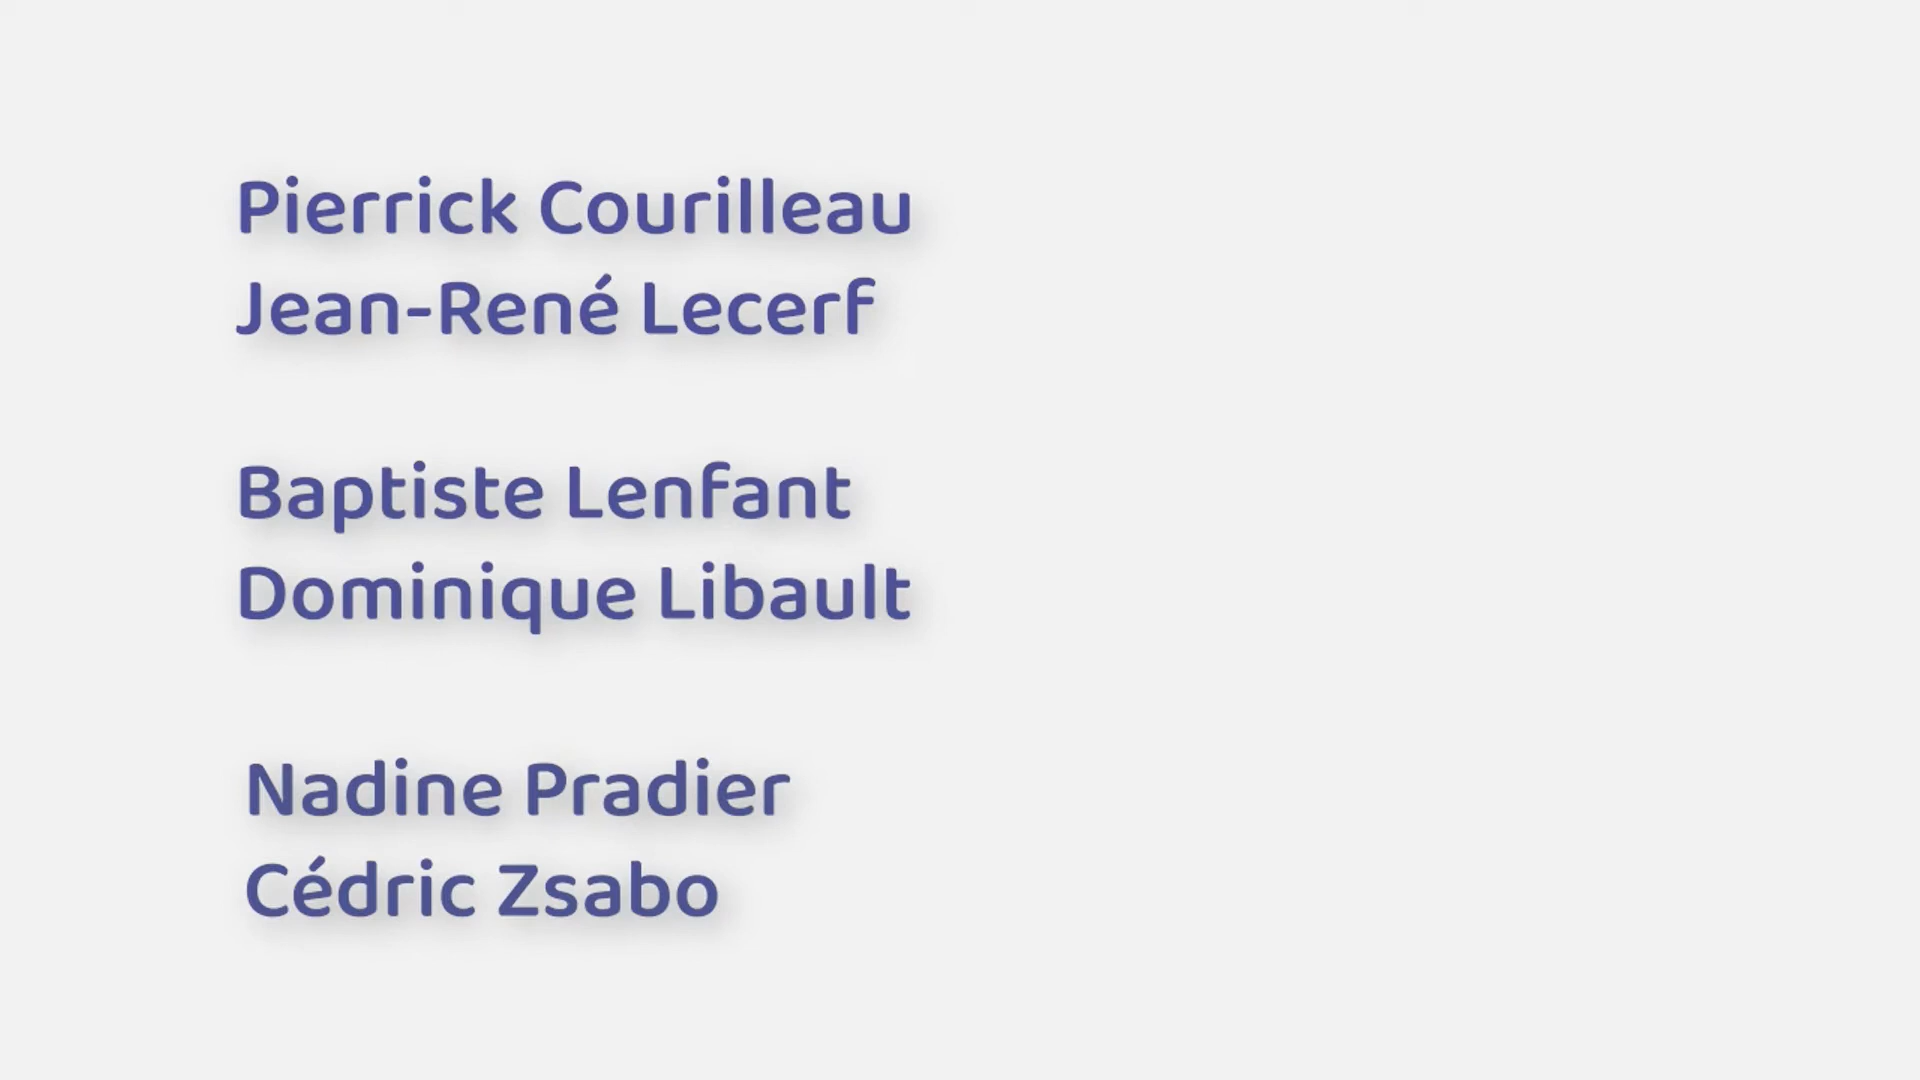 Pierrick Courilleau
Jean-René Lecerf
Baptiste Lenfant
Dominique Libault
Nadine Pradier
Cédric Zsabo